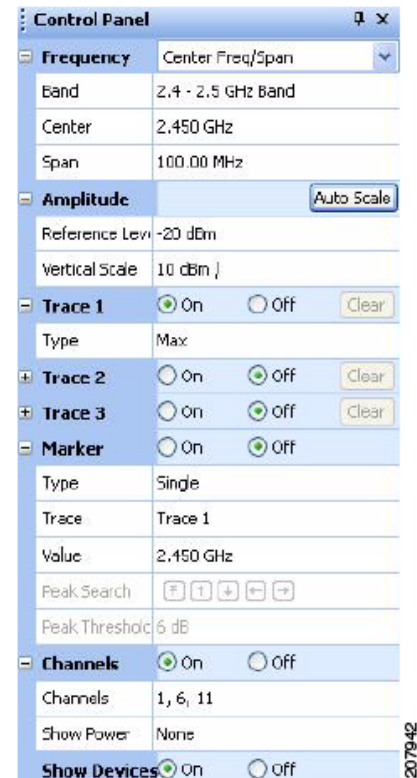 Control Panel
Frequency Center Freq/Span
Band 2.4 - 2.5 GHz Band
Center 2.450 GHz
Span 100.00 MHz
Amplitude Auto Scale
Reference Lev -20 dBm
Vertical Scale 10 dBm /
Trace 1 On Off Clear
Type Max
Trace 2 On Off Clear
Trace 3 On Off Clear
Marker On Off
Type Single
Trace Trace 1
Value 2.450 GHz
Peak Search
Peak Threshold 6 dB
Channels On Off
Channels 1, 6, 11
Show Power None
Show Devices On Off
207942